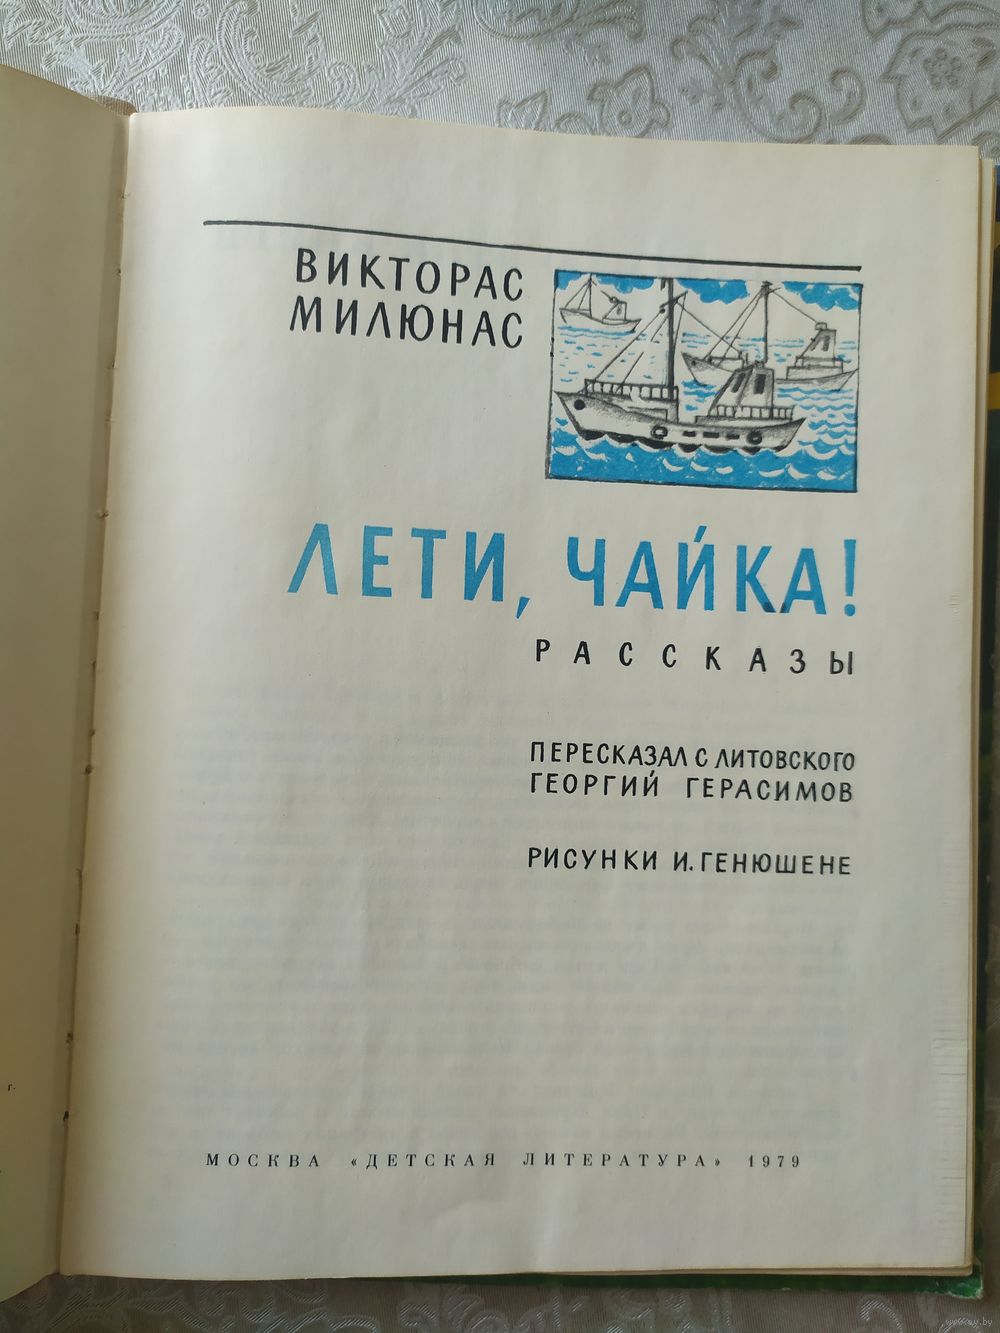 ВИКТОРАС
МИЛЮНАС
ЛЕТИ, ЧАЙКА!
РАССКАЗЫ
ПЕРЕСКАЗАЛ С ЛИТОВСКОГО
ГЕОРГИЙ ГЕРАСИМОВ
РИСУНКИ И. ГЕНЮШЕНЕ
г.
МОСКВА «ДЕТСКАЯ ЛИТЕРАТУРА» 1979